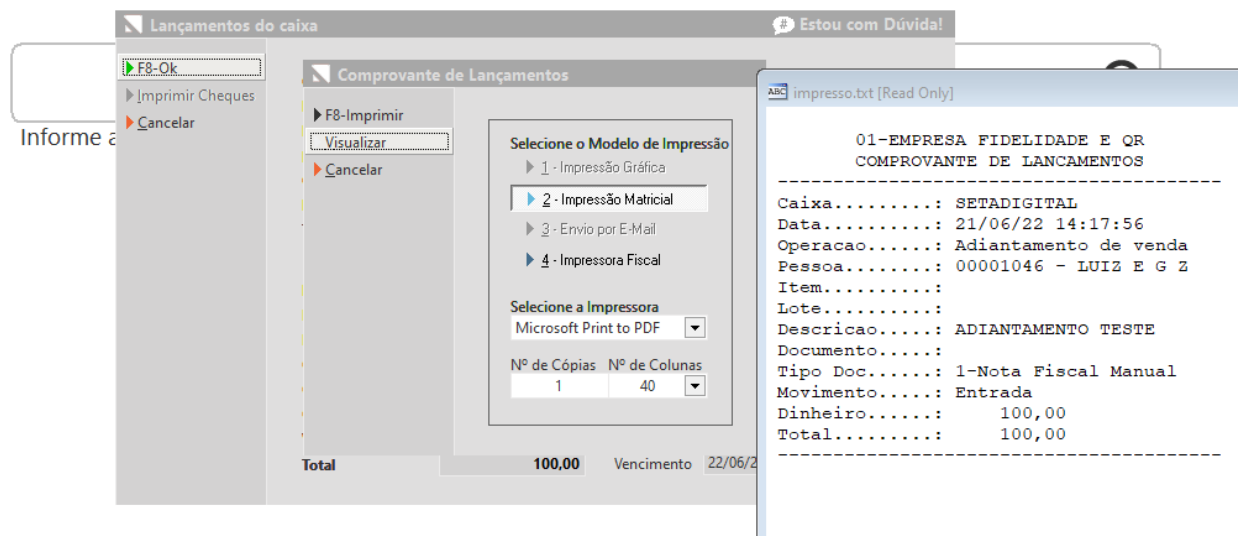 Lançamentos do caixa
# Estou com Dúvida!
F8-Ok
Imprimir Cheques
Cancelar
Informe a
Comprovante de Lançamentos
F8-Imprimir
Visualizar
Cancelar
Selecione o Modelo de Impressão
1 - Impressão Gráfica
2 - Impressão Matricial
3 - Envio por E-Mail
4 - Impressora Fiscal
Selecione a Impressora
Microsoft Print to PDF
Nº de Cópias Nº de Colunas
1 40
Total 100,00 Vencimento 22/06/2
ABC impresso.txt [Read Only]
01-EMPRESA FIDELIDADE E QR
COMPROVANTE DE LANCAMENTOS
-----------------------------------------
Caixa.........: SETADIGITAL
Data..........: 21/06/22 14:17:56
Operacao......: Adiantamento de venda
Pessoa........: 00001046 - LUIZ E G Z
Item..........:
Lote..........:
Descricao.....: ADIANTAMENTO TESTE
Documento.....:
Tipo Doc......: 1-Nota Fiscal Manual
Movimento.....: Entrada
Dinheiro......: 100,00
Total.........: 100,00
-----------------------------------------